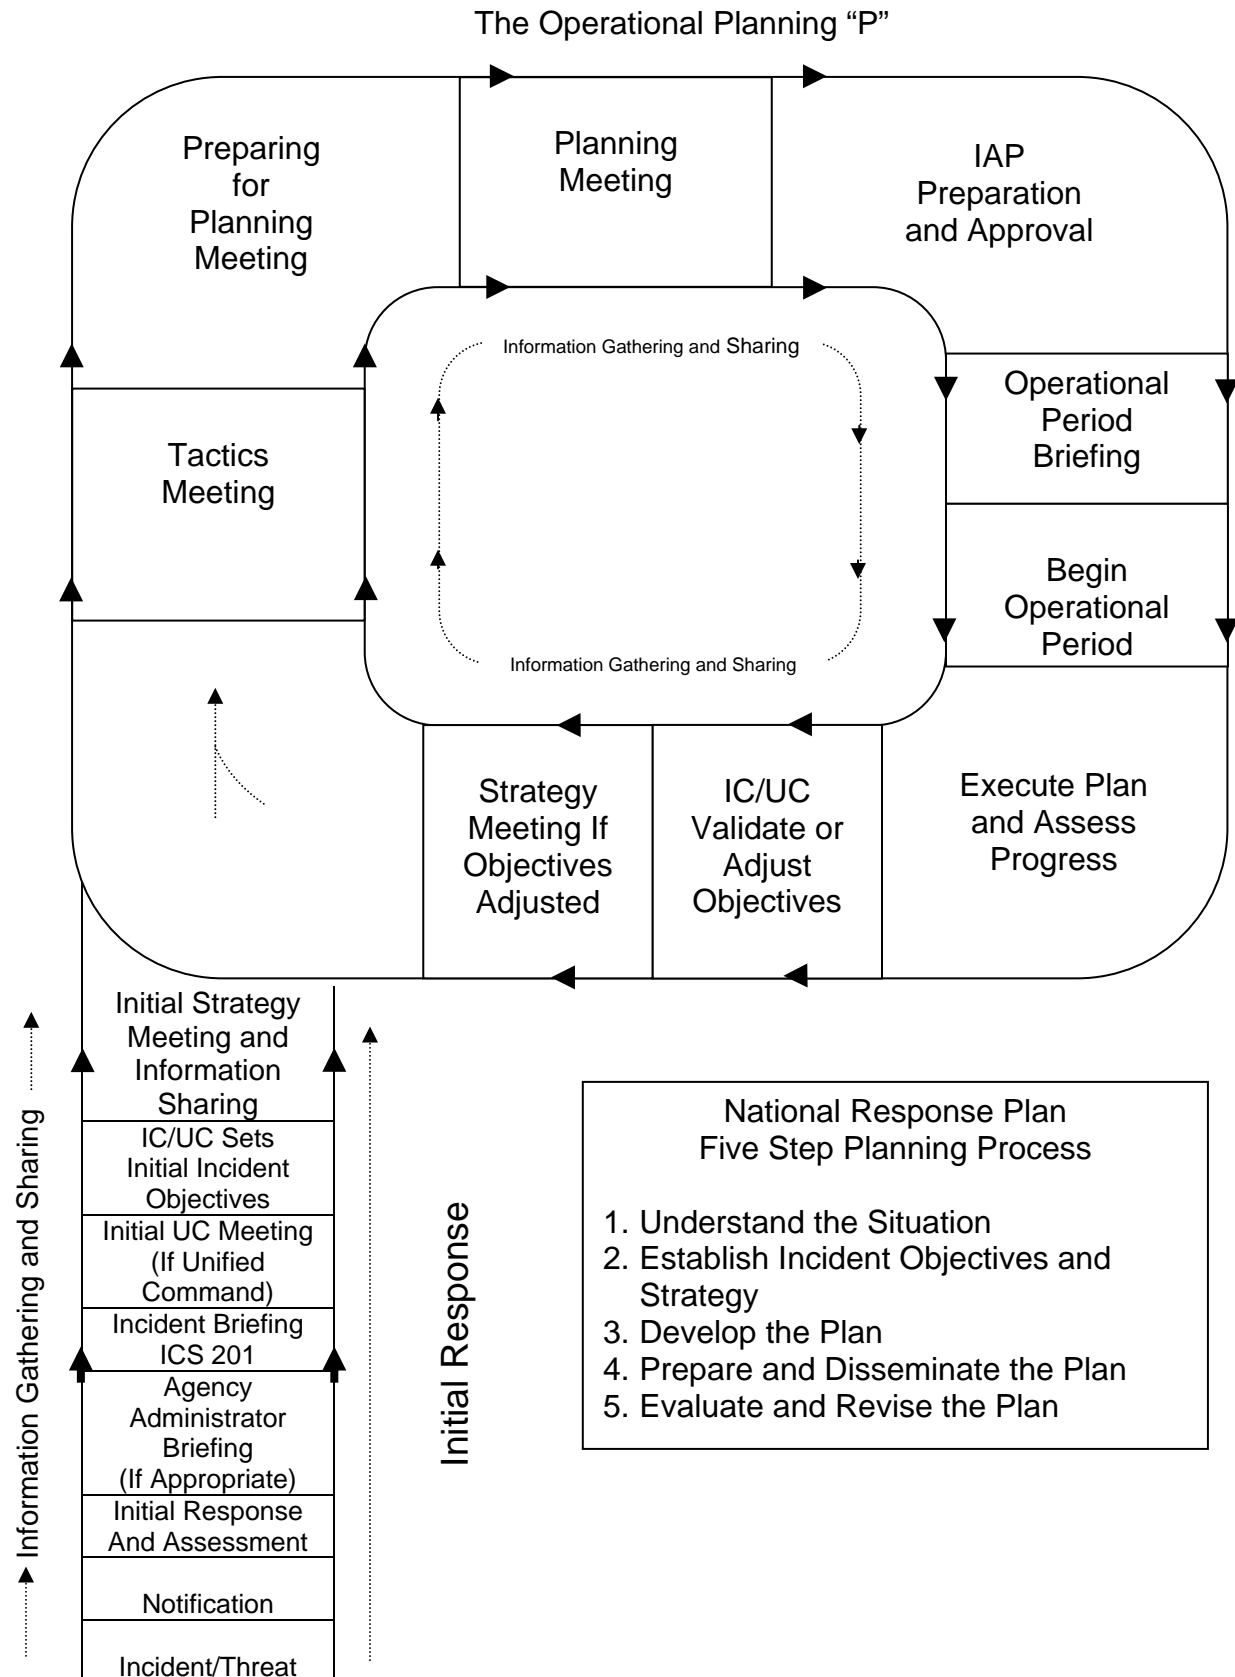 The Operational Planning “P”
Preparing
for
Planning
Meeting
Planning
Meeting
IAP
Preparation
and Approval
Information Gathering and Sharing
Operational
Period
Briefing
Tactics
Meeting
Begin
Operational
Period
Information Gathering and Sharing
Strategy
Meeting If
Objectives
Adjusted
IC/UC
Validate or
Adjust
Objectives
Execute Plan
and Assess
Progress
Initial Strategy
Meeting and
Information
Sharing
IC/UC Sets
Initial Incident
Objectives
Initial UC Meeting
(If Unified
Command)
Incident Briefing
ICS 201
Agency
Administrator
Briefing
(If Appropriate)
Initial Response
And Assessment
Notification
Incident/Threat
Information Gathering and Sharing
Initial Response
National Response Plan
Five Step Planning Process
1. Understand the Situation
2. Establish Incident Objectives and
Strategy
3. Develop the Plan
4. Prepare and Disseminate the Plan
5. Evaluate and Revise the Plan